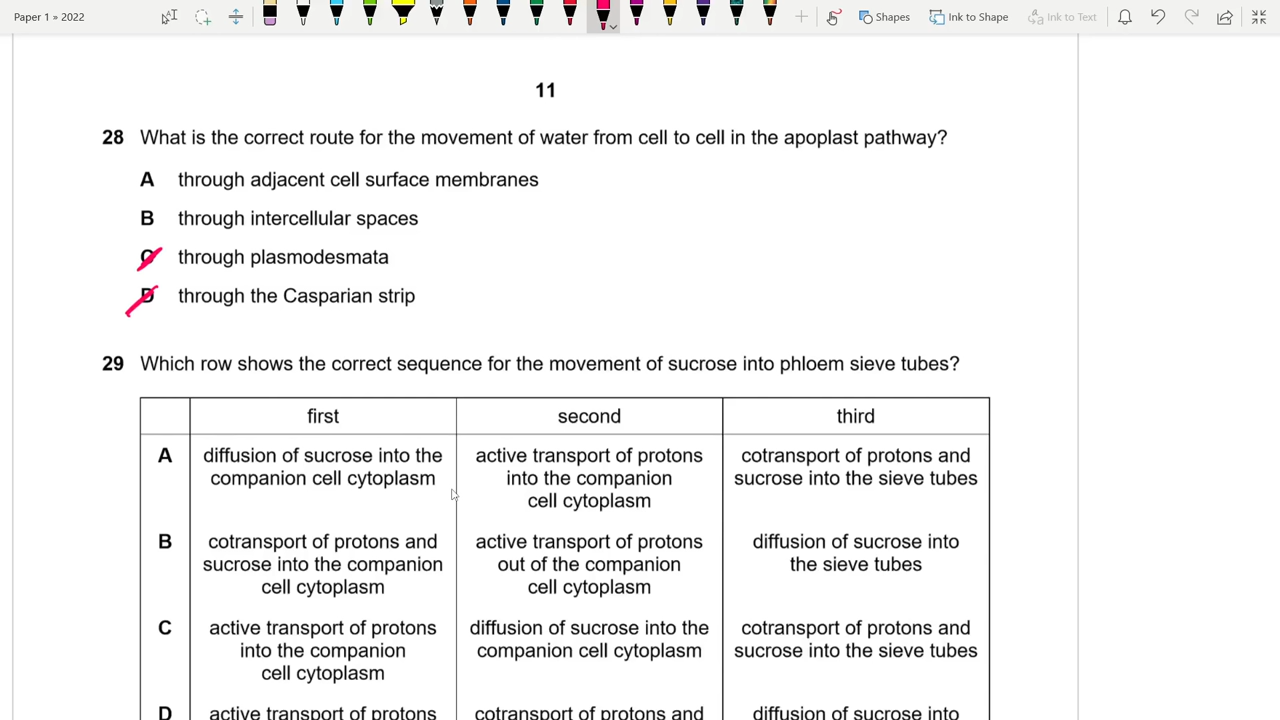 Paper 1 » 2022
Shapes
Ink to Shape
Ink to Text
11
28 What is the correct route for the movement of water from cell to cell in the apoplast pathway?
A through adjacent cell surface membranes
B through intercellular spaces
C through plasmodesmata
D through the Casparian strip
29 Which row shows the correct sequence for the movement of sucrose into phloem sieve tubes?
first second third
A diffusion of sucrose into the active transport of protons cotransport of protons and
companion cell cytoplasm into the companion sucrose into the sieve tubes
cell cytoplasm
B cotransport of protons and active transport of protons diffusion of sucrose into
sucrose into the companion out of the companion the sieve tubes
cell cytoplasm cell cytoplasm
C active transport of protons diffusion of sucrose into the cotransport of protons and
into the companion companion cell cytoplasm sucrose into the sieve tubes
cell cytoplasm
D active transport of protons cotransport of protons and diffusion of sucrose into